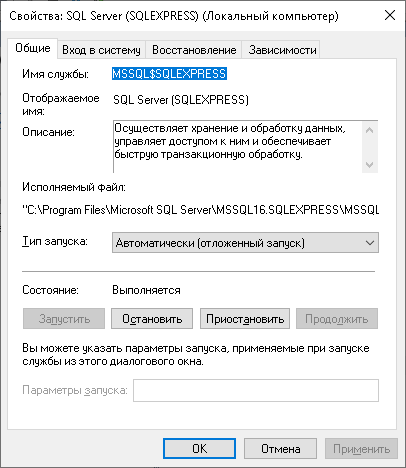 Свойства: SQL Server (SQLEXPRESS) (Локальный компьютер)
Общие Вход в систему Восстановление Зависимости
Имя службы: MSSQL$SQLEXPRESS
Отображаемое имя: SQL Server (SQLEXPRESS)
Описание: Осуществляет хранение и обработку данных,
управляет доступом к ним и обеспечивает
быструю транзакционную обработку.
Исполняемый файл:
"C:\Program Files\Microsoft SQL Server\MSSQL16.SQLEXPRESS\MSSQL
Тип запуска: Автоматически (отложенный запуск)
Состояние: Выполняется
Запустить Остановить Приостановить Продолжить
Вы можете указать параметры запуска, применяемые при запуске
службы из этого диалогового окна.
Параметры запуска:
OK Отмена Применить